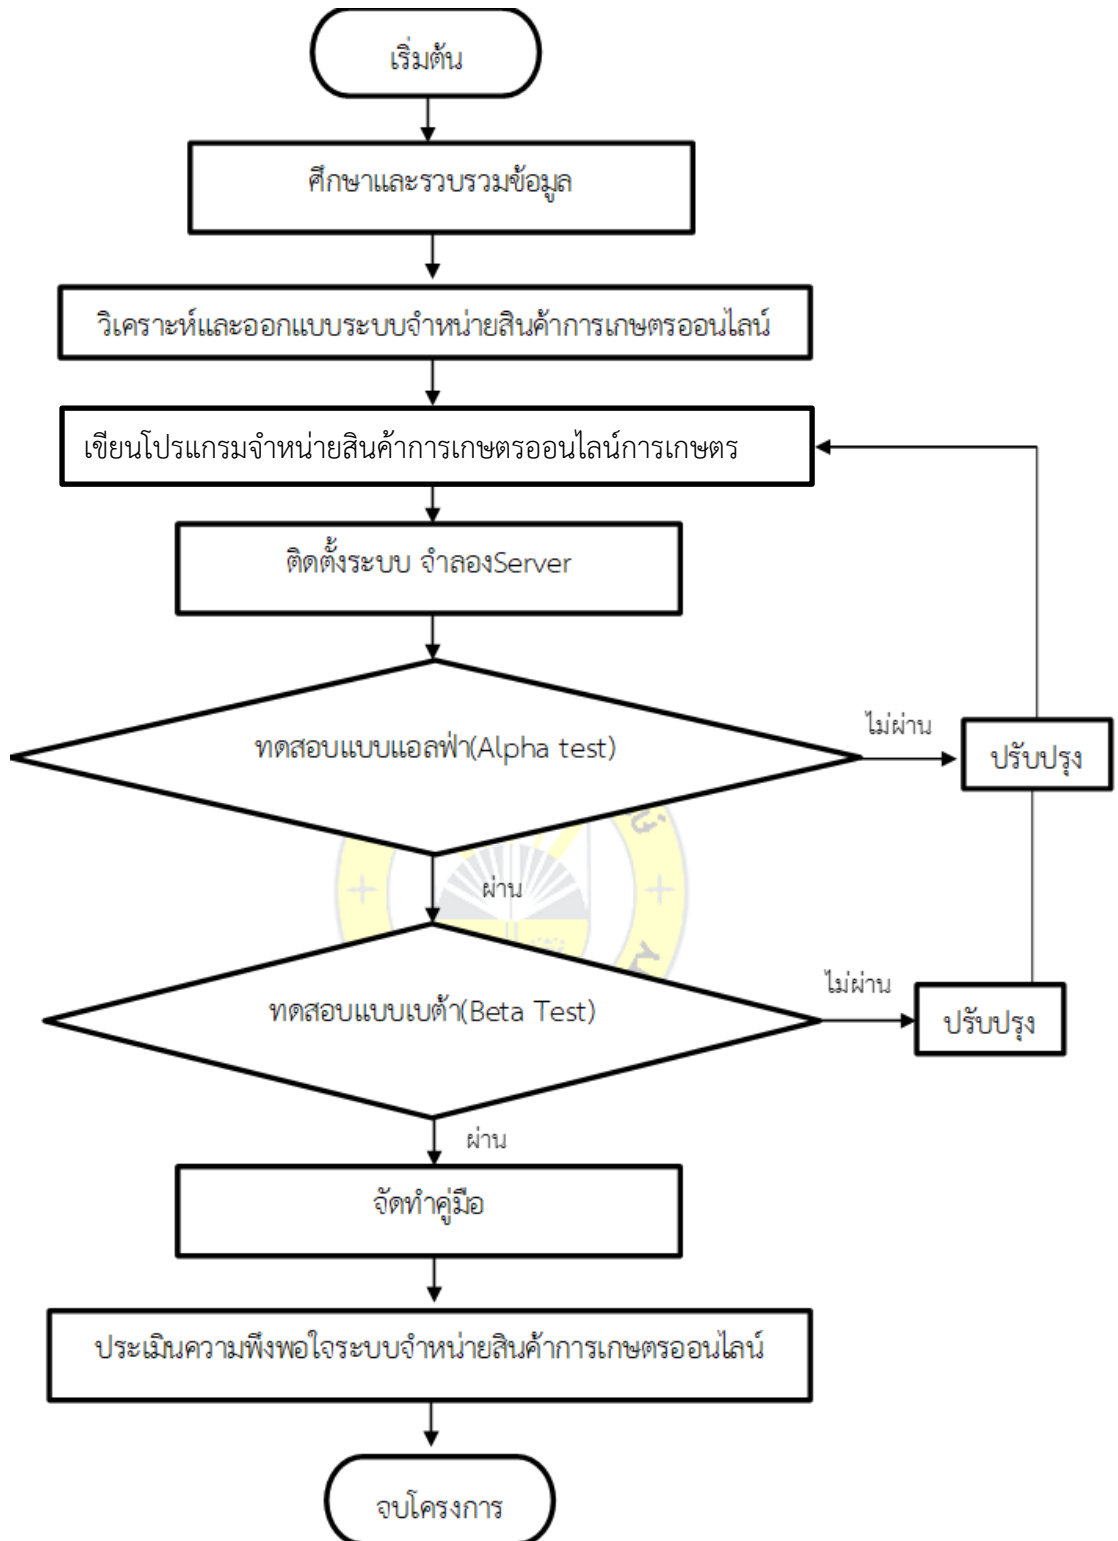 เริ่มต้น
ศึกษาและรวบรวมข้อมูล
วิเคราะห์และออกแบบระบบจำหน่ายสินค้าการเกษตรออนไลน์
เขียนโปรแกรมจำหน่ายสินค้าการเกษตรออนไลน์การเกษตร
ติดตั้งระบบ จำลองServer
ทดสอบแบบแอลฟ่า(Alpha test)
ไม่ผ่าน
ปรับปรุง
ผ่าน
ทดสอบแบบเบต้า(Beta Test)
ไม่ผ่าน
ปรับปรุง
ผ่าน
จัดทำคู่มือ
ประเมินความพึงพอใจระบบจำหน่ายสินค้าการเกษตรออนไลน์
จบโครงการ